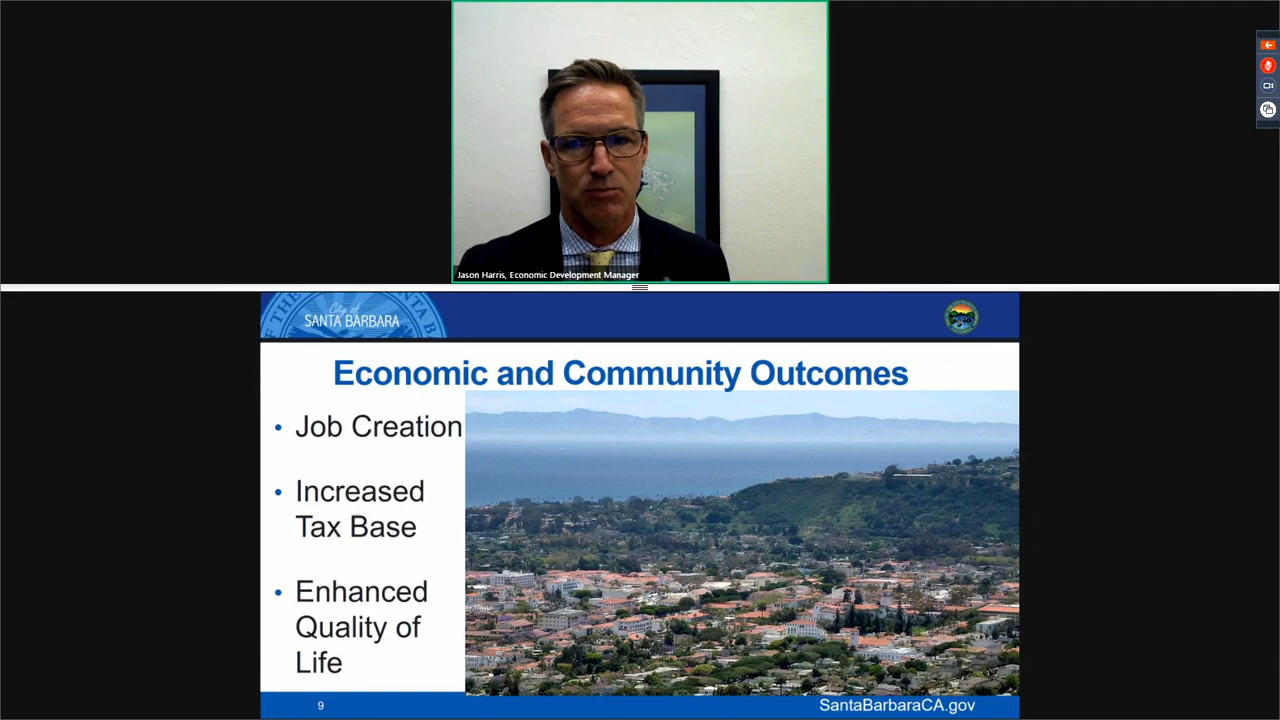 Jason Harris, Economic Development Manager
City of
SANTA BARBARA
Economic and Community Outcomes
• Job Creation
• Increased
Tax Base
• Enhanced
Quality of
Life
9
SantaBarbaraCA.gov